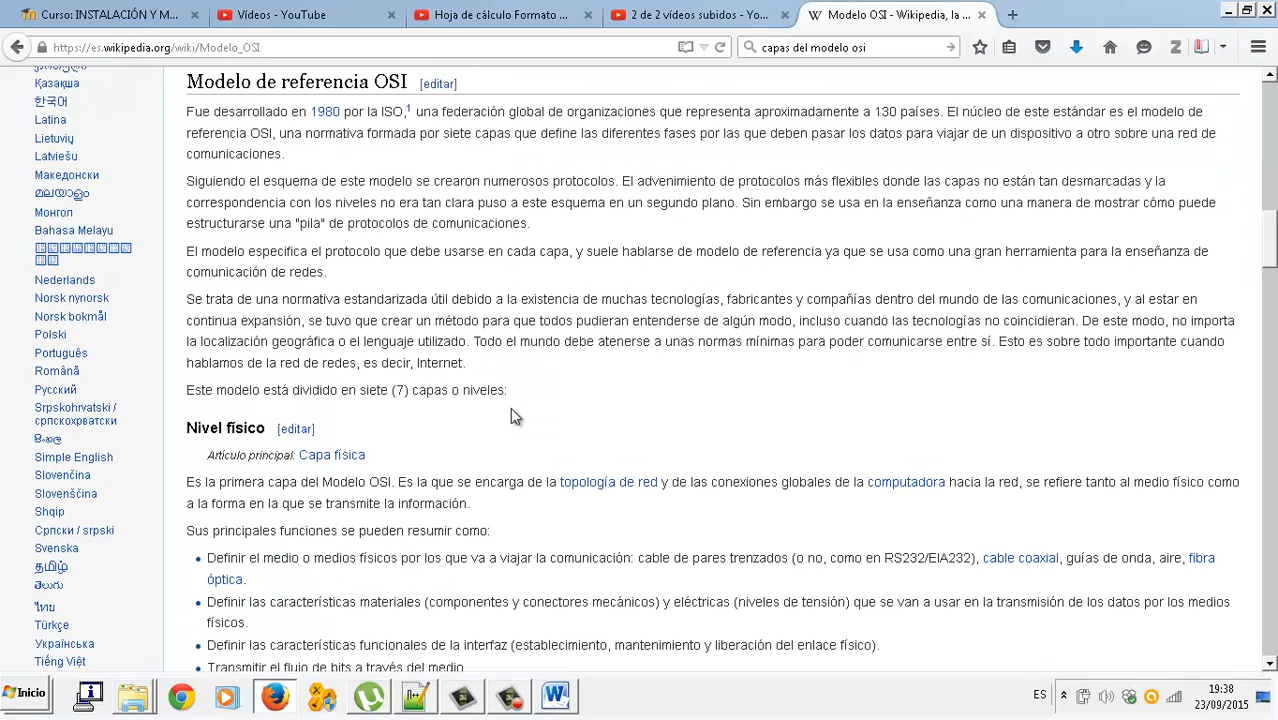 Curso: INSTALACIÓN Y M...
Vídeos - YouTube
Hoja de cálculo Formato ...
2 de 2 vídeos subidos - Yo...
Modelo OSI - Wikipedia, la ...
https://es.wikipedia.org/wiki/Modelo_OSI
capas del modelo osi
Қазақша
한국어
Latina
Lietuvių
Latviešu
Македонски
മലയാളം
Монгол
Bahasa Melayu
Nederlands
Norsk nynorsk
Norsk bokmål
Polski
Português
Română
Русский
Srpskohrvatski /
српскохрватски
සිංහල
Simple English
Slovenčina
Slovenščina
Shqip
Српски / srpski
Svenska
தமிழ்
తెలుగు
ไทย
Türkçe
Українська
Tiếng Việt
Modelo de referencia OSI [editar]
Fue desarrollado en 1980 por la ISO,1 una federación global de organizaciones que representa aproximadamente a 130 países. El núcleo de este estándar es el modelo de
referencia OSI, una normativa formada por siete capas que define las diferentes fases por las que deben pasar los datos para viajar de un dispositivo a otro sobre una red de
comunicaciones.
Siguiendo el esquema de este modelo se crearon numerosos protocolos. El advenimiento de protocolos más flexibles donde las capas no están tan desmarcadas y la
correspondencia con los niveles no era tan clara puso a este esquema en un segundo plano. Sin embargo se usa en la enseñanza como una manera de mostrar cómo puede
estructurarse una "pila" de protocolos de comunicaciones.
El modelo especifica el protocolo que debe usarse en cada capa, y suele hablarse de modelo de referencia ya que se usa como una gran herramienta para la enseñanza de
comunicación de redes.
Se trata de una normativa estandarizada útil debido a la existencia de muchas tecnologías, fabricantes y compañías dentro del mundo de las comunicaciones, y al estar en
continua expansión, se tuvo que crear un método para que todos pudieran entenderse de algún modo, incluso cuando las tecnologías no coincidieran. De este modo, no importa
la localización geográfica o el lenguaje utilizado. Todo el mundo debe atenerse a unas normas mínimas para poder comunicarse entre sí. Esto es sobre todo importante cuando
hablamos de la red de redes, es decir, Internet.
Este modelo está dividido en siete (7) capas o niveles:
Nivel físico [editar]
Artículo principal: Capa física
Es la primera capa del Modelo OSI. Es la que se encarga de la topología de red y de las conexiones globales de la computadora hacia la red, se refiere tanto al medio físico como
a la forma en la que se transmite la información.
Sus principales funciones se pueden resumir como:
• Definir el medio o medios físicos por los que va a viajar la comunicación: cable de pares trenzados (o no, como en RS232/EIA232), cable coaxial, guías de onda, aire, fibra
óptica.
• Definir las características materiales (componentes y conectores mecánicos) y eléctricas (niveles de tensión) que se van a usar en la transmisión de los datos por los medios
físicos.
• Definir las características funcionales de la interfaz (establecimiento, mantenimiento y liberación del enlace físico).
• Transmitir el flujo de bits a través del medio.
Inicio
ES
19:38
23/09/2015